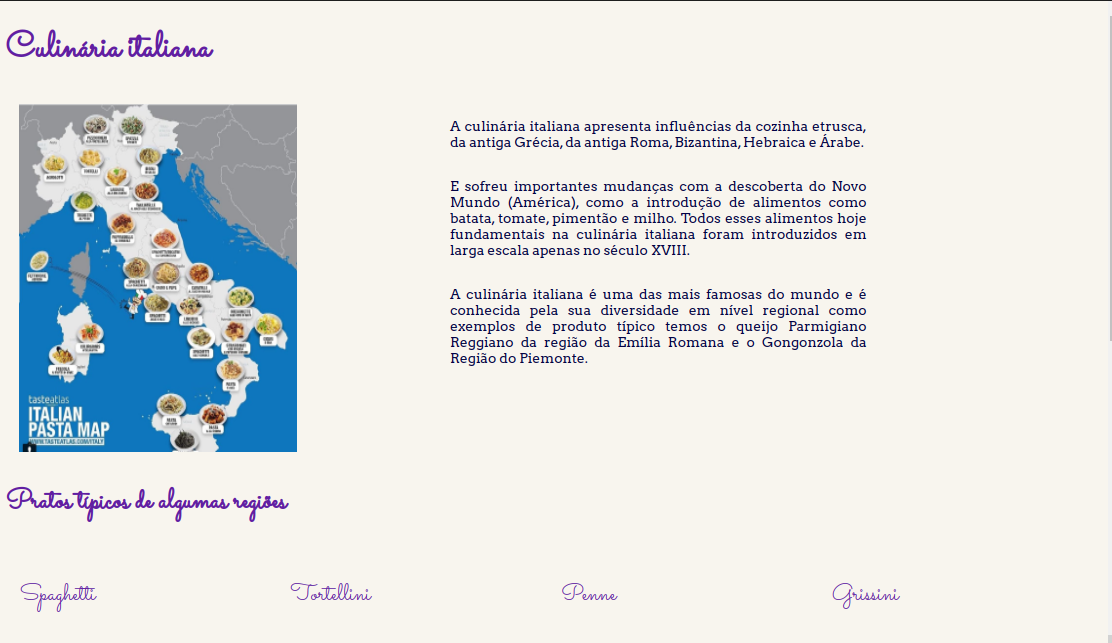 Culinária italiana
A culinária italiana apresenta influências da cozinha etrusca,
da antiga Grécia, da antiga Roma, Bizantina, Hebraica e Árabe.
E sofreu importantes mudanças com a descoberta do Novo
Mundo (América), como a introdução de alimentos como
batata, tomate, pimentão e milho. Todos esses alimentos hoje
fundamentais na culinária italiana foram introduzidos em
larga escala apenas no século XVIII.
A culinária italiana é uma das mais famosas do mundo e é
conhecida pela sua diversidade em nível regional como
exemplos de produto típico temos o queijo Parmigiano
Reggiano da região da Emília Romana e o Gongonzola da
Região do Piemonte.
tasteatlas
ITALIAN
PASTA MAP
WWW.TASTEATLAS.COM/ITALY
Pratos típicos de algumas regiões
Spaghetti
Tortellini
Penne
Grissini